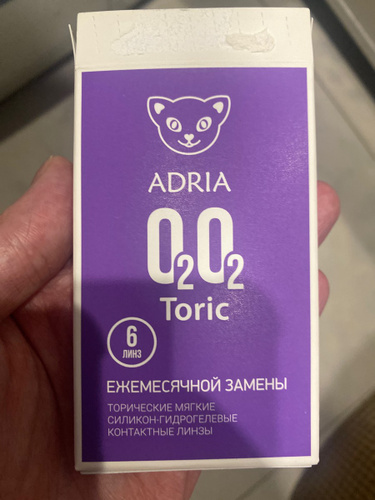 ADRIA
O2O2
Toric
6
ЛИНЗ
ЕЖЕМЕСЯЧНОЙ ЗАМЕНЫ
ТОРИЧЕСКИЕ МЯГКИЕ
СИЛИКОН-ГИДРОГЕЛЕВЫЕ
КОНТАКТНЫЕ ЛИНЗЫ